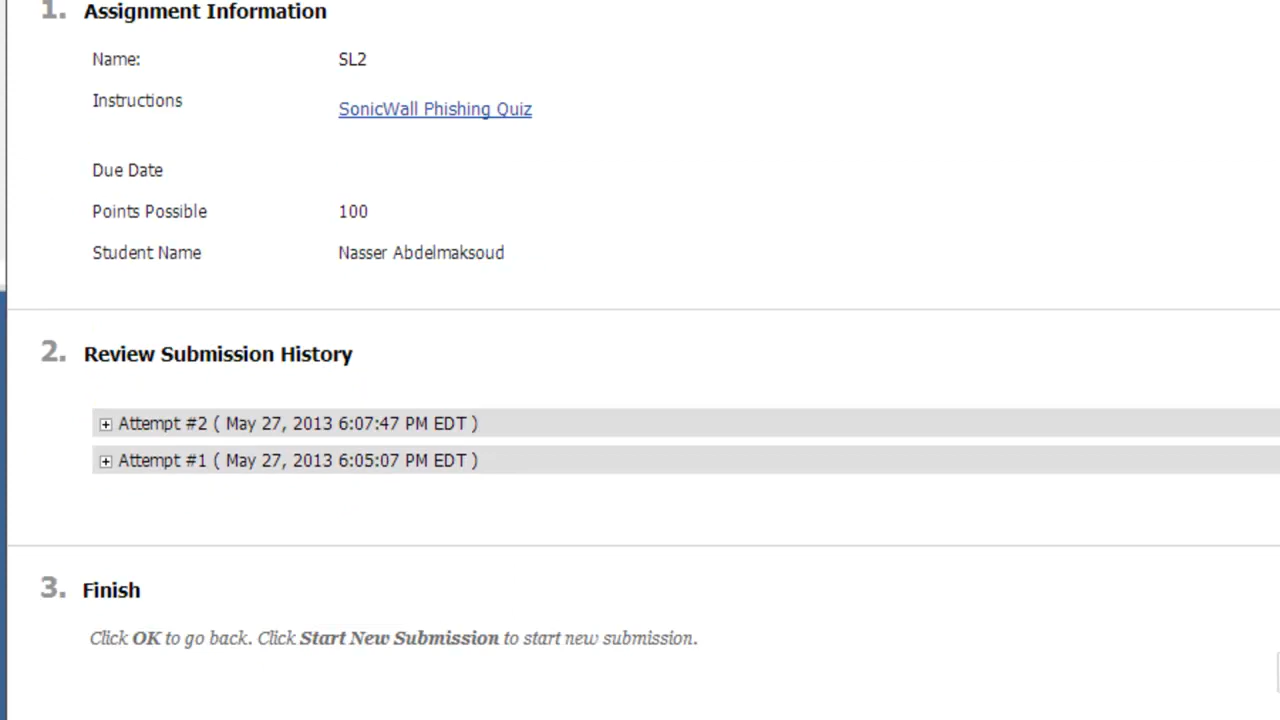 1. Assignment Information
Name: SL2
Instructions SonicWall Phishing Quiz
Due Date
Points Possible 100
Student Name Nasser Abdelmaksoud
2. Review Submission History
Attempt #2 ( May 27, 2013 6:07:47 PM EDT )
Attempt #1 ( May 27, 2013 6:05:07 PM EDT )
3. Finish
Click OK to go back. Click Start New Submission to start new submission.